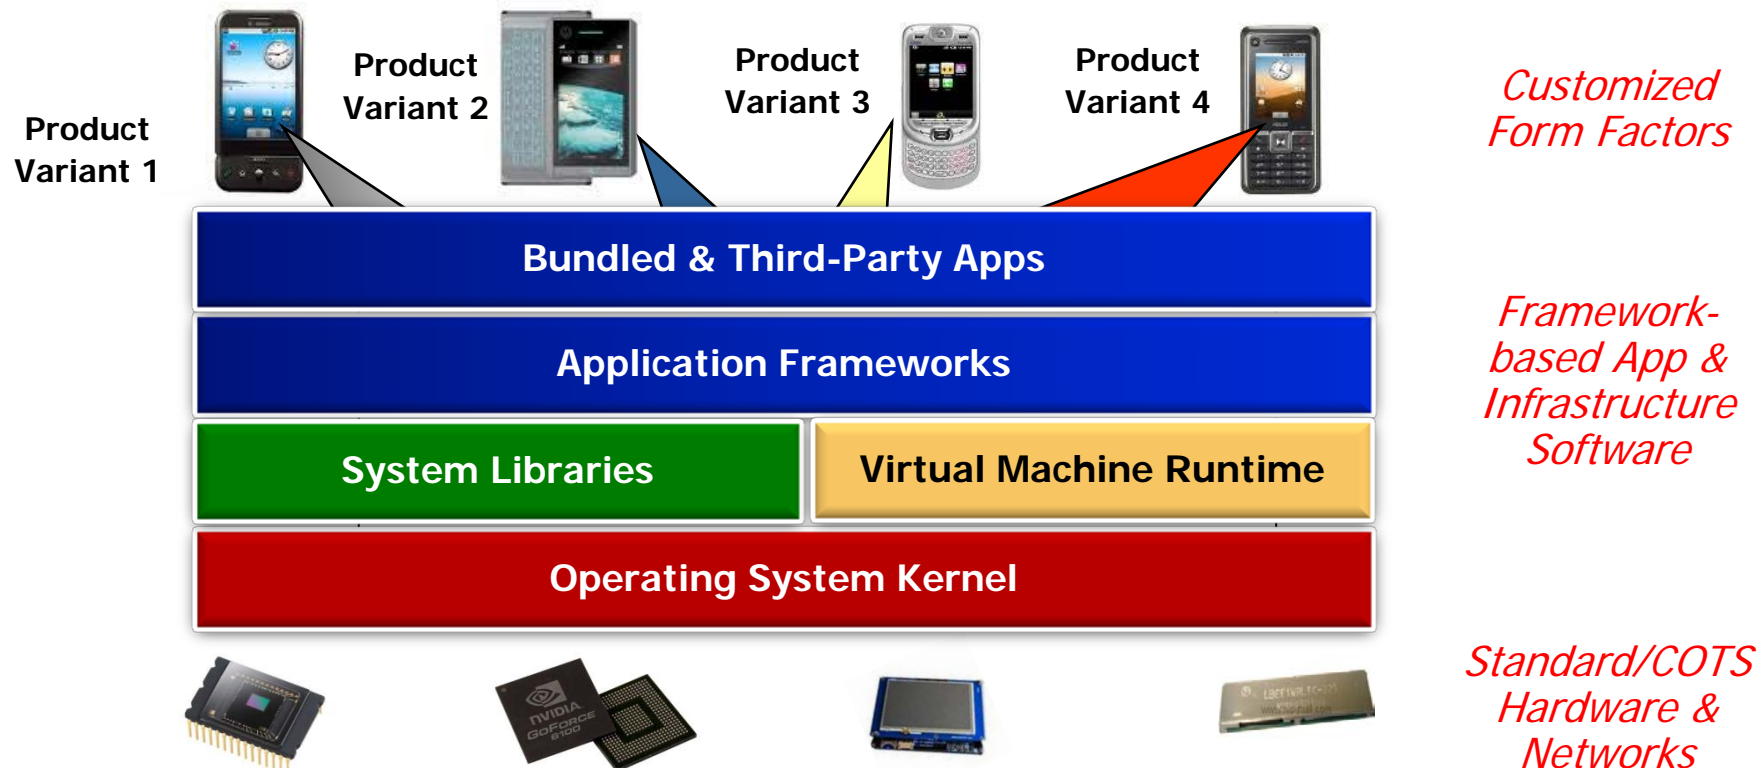 Product
Variant 1
Product
Variant 2
Product
Variant 3
Product
Variant 4
Customized
Form Factors
Bundled & Third-Party Apps
Application Frameworks
System Libraries
Virtual Machine Runtime
Operating System Kernel
Framework-
based App &
Infrastructure
Software
NVIDIA
GOFORCE
6100
Standard/COTS
Hardware &
Networks